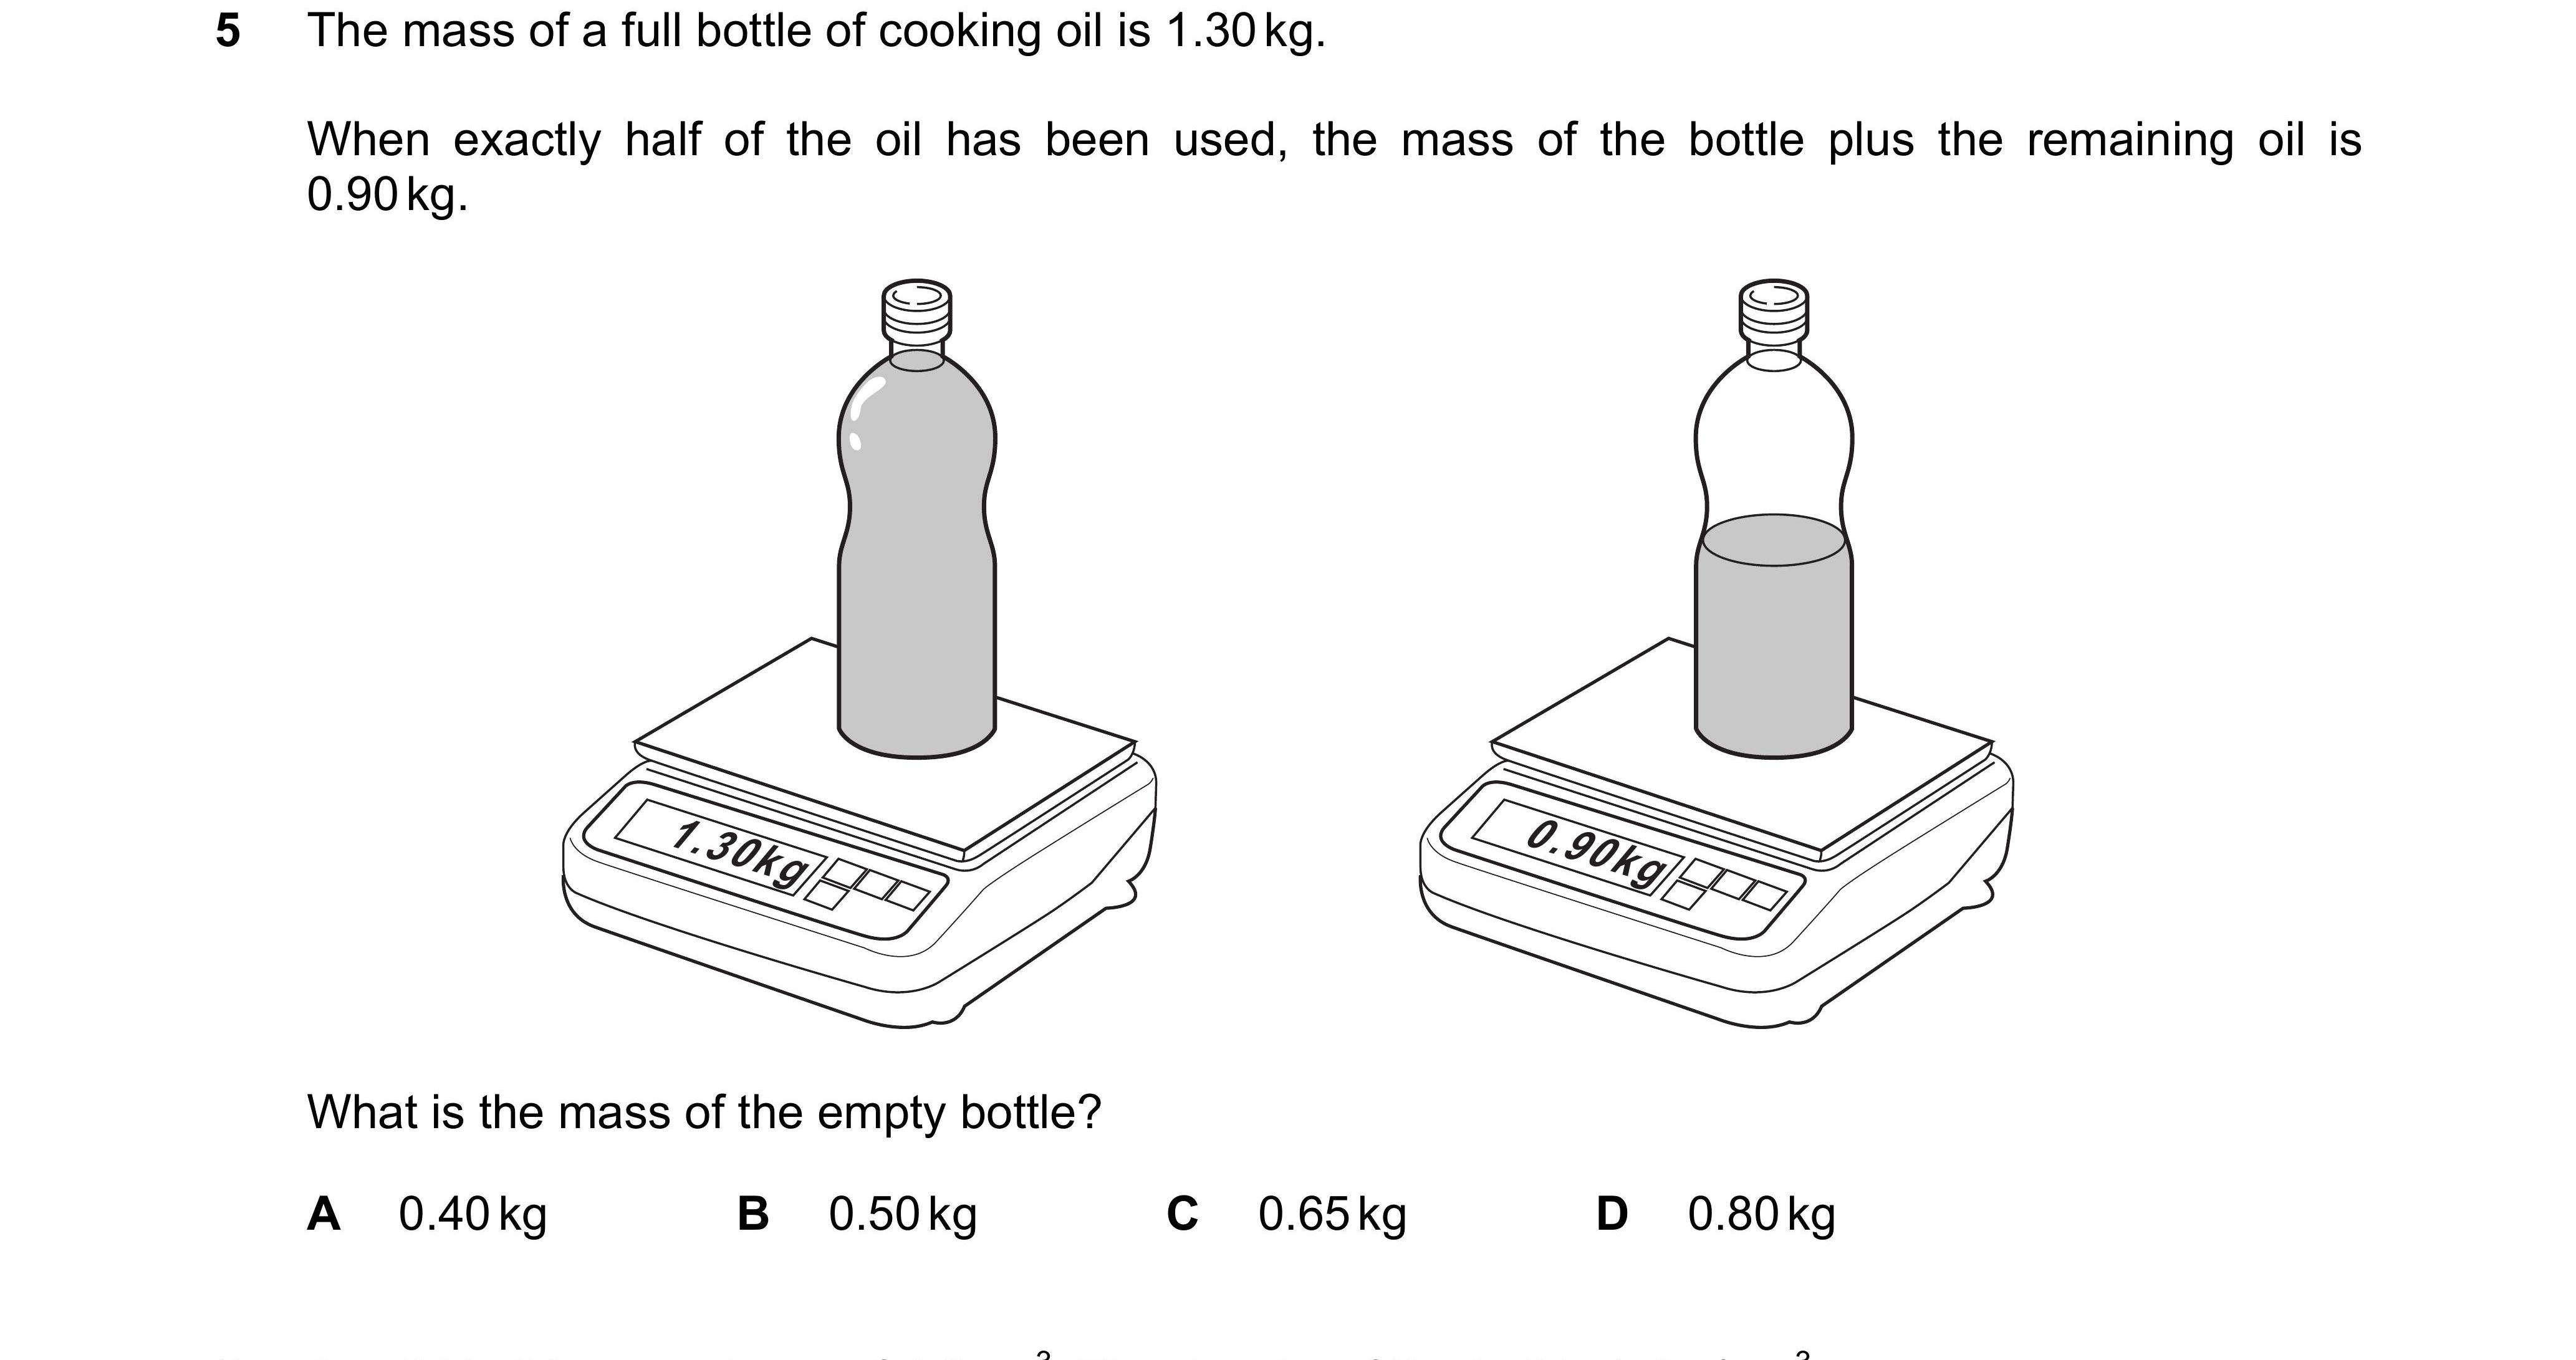 5 The mass of a full bottle of cooking oil is 1.30 kg.
When exactly half of the oil has been used, the mass of the bottle plus the remaining oil is
0.90 kg.
1.30kg 0.90kg
What is the mass of the empty bottle?
A 0.40 kg B 0.50 kg C 0.65 kg D 0.80 kg